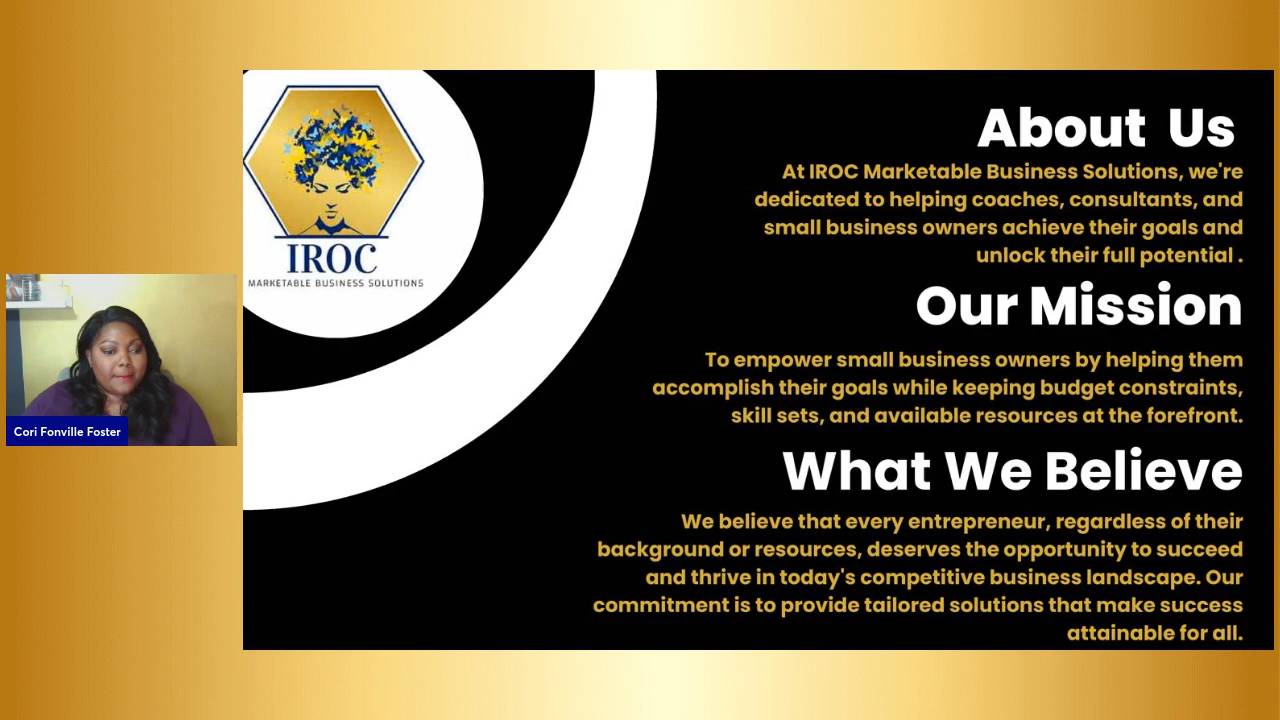 IROC
MARKETABLE BUSINESS SOLUTIONS
Cori Fonville Foster
About Us
At IROC Marketable Business Solutions, we're
dedicated to helping coaches, consultants, and
small business owners achieve their goals and
unlock their full potential .
Our Mission
To empower small business owners by helping them
accomplish their goals while keeping budget constraints,
skill sets, and available resources at the forefront.
What We Believe
We believe that every entrepreneur, regardless of their
background or resources, deserves the opportunity to succeed
and thrive in today's competitive business landscape. Our
commitment is to provide tailored solutions that make success
attainable for all.